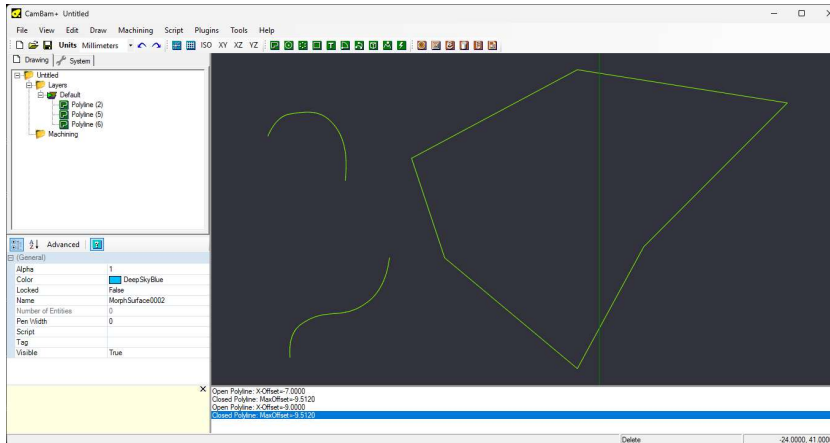 CamBam+ Untitled
File View Edit Draw Machining Script Plugins Tools Help
Units Millimeters ISO XY XZ YZ
Drawing System
Untitled
Layers
Default
Polyline (2)
Polyline (5)
Polyline (6)
Machining
Advanced
(General)
Alpha 1
Color DeepSkyBlue
Locked False
Name MorphSurface0002
Number of Entities 0
Pen Width 0
Script
Tag
Visible True
Open Polyline: X-Offset=-7.0000
Closed Polyline: MaxOffset=-9.5120
Open Polyline: X-Offset=-9.0000
Closed Polyline: MaxOffset=-9.5120
Delete -24.0000, 41.0000